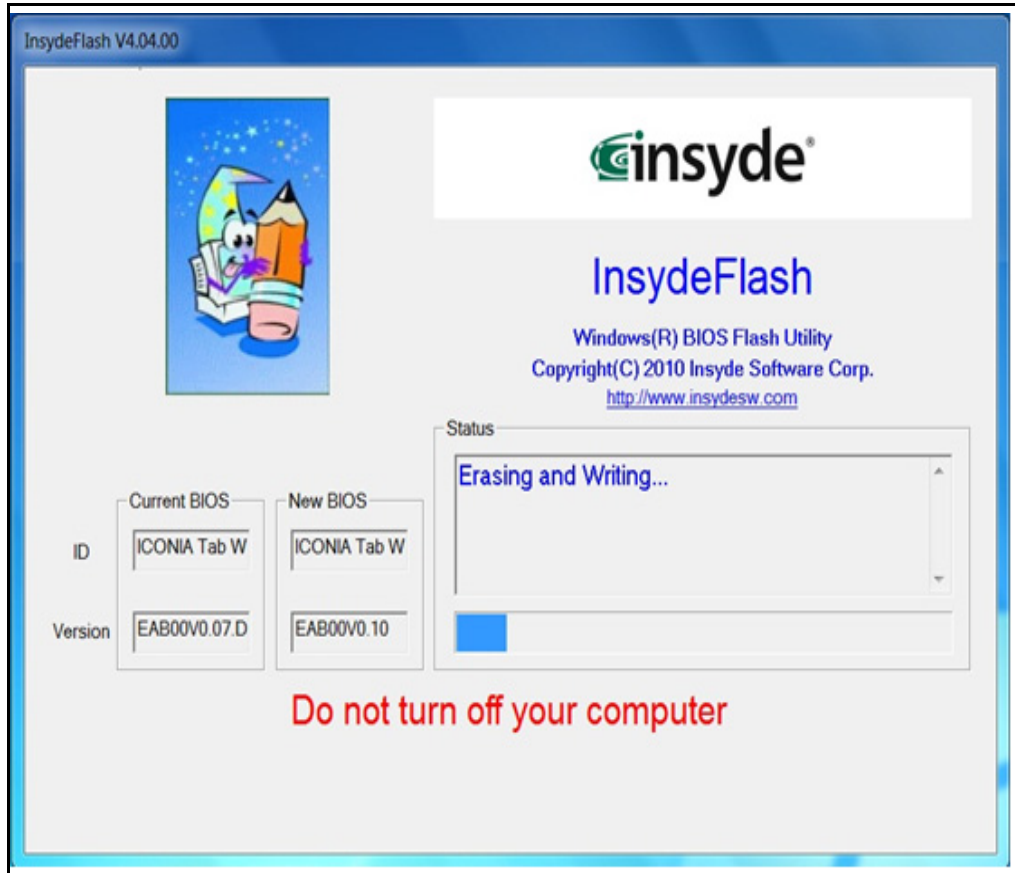 InsydeFlash V4.04.00
insyde®
InsydeFlash
Windows(R) BIOS Flash Utility
Copyright(C) 2010 Insyde Software Corp.
http://www.insydesw.com
Status
Erasing and Writing...
Current BIOS
New BIOS
ID
ICONIA Tab W
ICONIA Tab W
Version
EAB00V0.07.D
EAB00V0.10
Do not turn off your computer